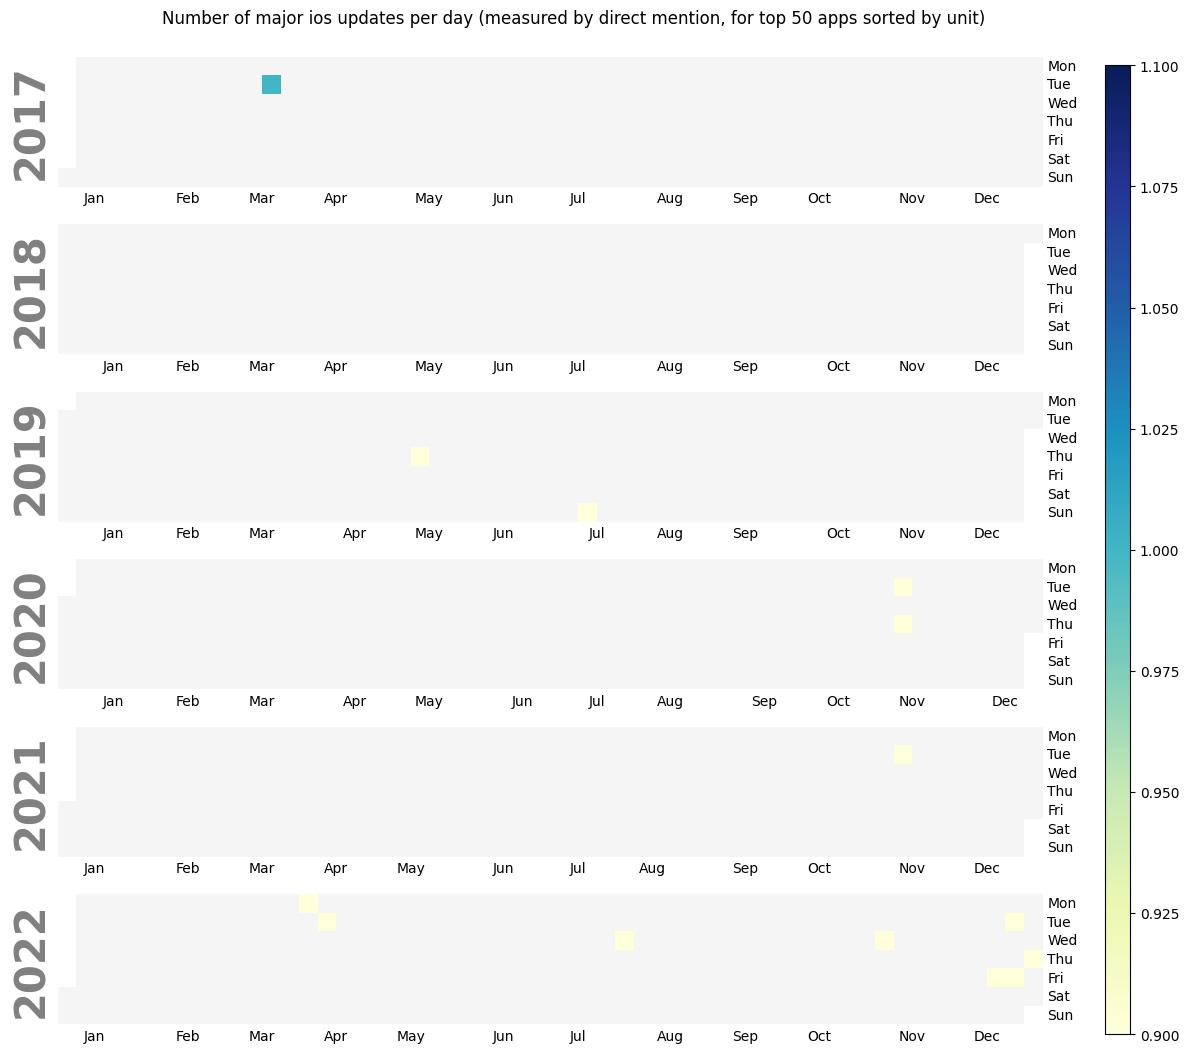 Number of major ios updates per day (measured by direct mention, for top 50 apps sorted by unit)
2017
Mon
Tue
Wed
Thu
Fri
Sat
Sun
Jan Feb Mar Apr May Jun Jul Aug Sep Oct Nov Dec
2018
Mon
Tue
Wed
Thu
Fri
Sat
Sun
Jan Feb Mar Apr May Jun Jul Aug Sep Oct Nov Dec
2019
Mon
Tue
Wed
Thu
Fri
Sat
Sun
Jan Feb Mar Apr May Jun Jul Aug Sep Oct Nov Dec
2020
Mon
Tue
Wed
Thu
Fri
Sat
Sun
Jan Feb Mar Apr May Jun Jul Aug Sep Oct Nov Dec
2021
Mon
Tue
Wed
Thu
Fri
Sat
Sun
Jan Feb Mar Apr May Jun Jul Aug Sep Oct Nov Dec
2022
Mon
Tue
Wed
Thu
Fri
Sat
Sun
Jan Feb Mar Apr May Jun Jul Aug Sep Oct Nov Dec
1.100
1.075
1.050
1.025
1.000
0.975
0.950
0.925
0.900